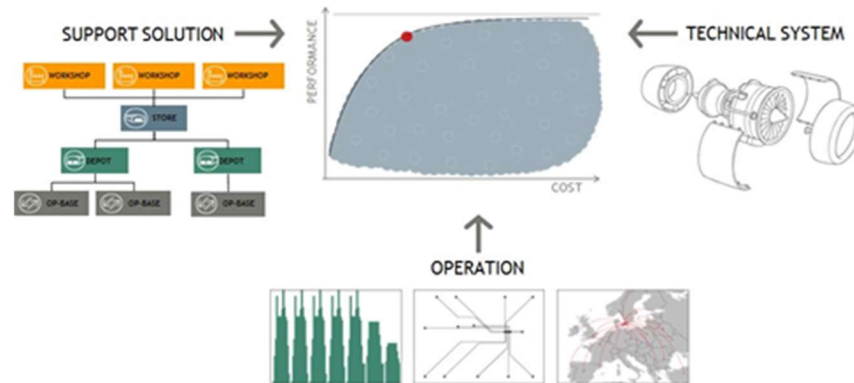 SUPPORT SOLUTION
TECHNICAL SYSTEM
WORKSHOP
WORKSHOP
WORKSHOP
STORE
DEPOT
DEPOT
OP-BASE
OP-BASE
OP-BASE
PERFORMANCE
COST
OPERATION